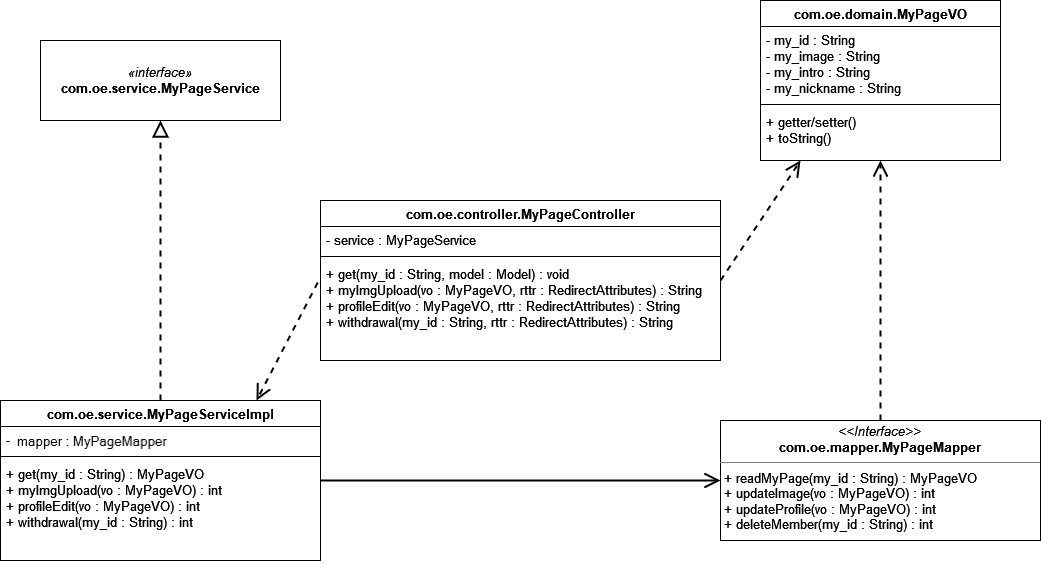 com.oe.domain.MyPageVO
- my_id : String
- my_image : String
- my_intro : String
- my_nickname : String
+ getter/setter()
+ toString()
«interface»
com.oe.service.MyPageService
com.oe.controller.MyPageController
- service : MyPageService
+ get(my_id : String, model : Model) : void
+ myImgUpload(vo : MyPageVO, rttr : RedirectAttributes) : String
+ profileEdit(vo : MyPageVO, rttr : RedirectAttributes) : String
+ withdrawal(my_id : String, rttr : RedirectAttributes) : String
com.oe.service.MyPageServiceImpl
- mapper : MyPageMapper
+ get(my_id : String) : MyPageVO
+ myImgUpload(vo : MyPageVO) : int
+ profileEdit(vo : MyPageVO) : int
+ withdrawal(my_id : String) : int
<<Interface>>
com.oe.mapper.MyPageMapper
+ readMyPage(my_id : String) : MyPageVO
+ updateImage(vo : MyPageVO) : int
+ updateProfile(vo : MyPageVO) : int
+ deleteMember(my_id : String) : int